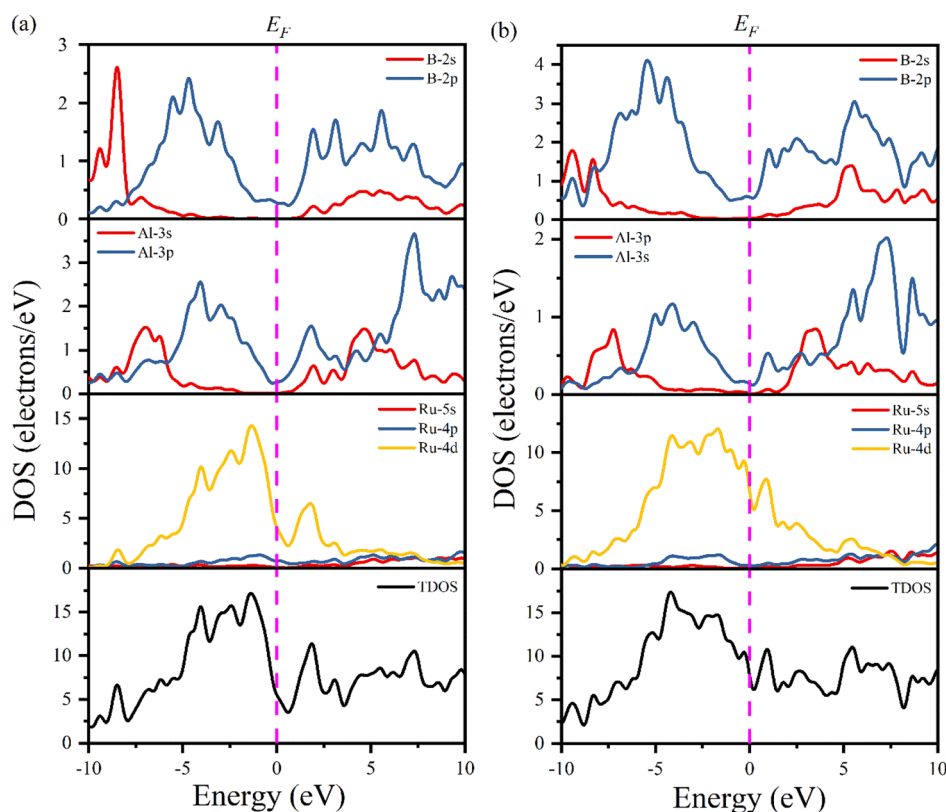 (a)
E_F
B-2s
B-2p
3
2
1
0
Al-3s
Al-3p
3
2
1
0
DOS (electrons/eV)
Ru-5s
Ru-4p
Ru-4d
15
10
5
0
TDOS
15
10
5
0
-10 -5 0 5 10
Energy (eV)
(b)
E_F
B-2s
B-2p
4
3
2
1
0
Al-3p
Al-3s
2
1
0
DOS (electrons/eV)
Ru-5s
Ru-4p
Ru-4d
15
10
5
0
TDOS
15
10
5
0
-10 -5 0 5 10
Energy (eV)